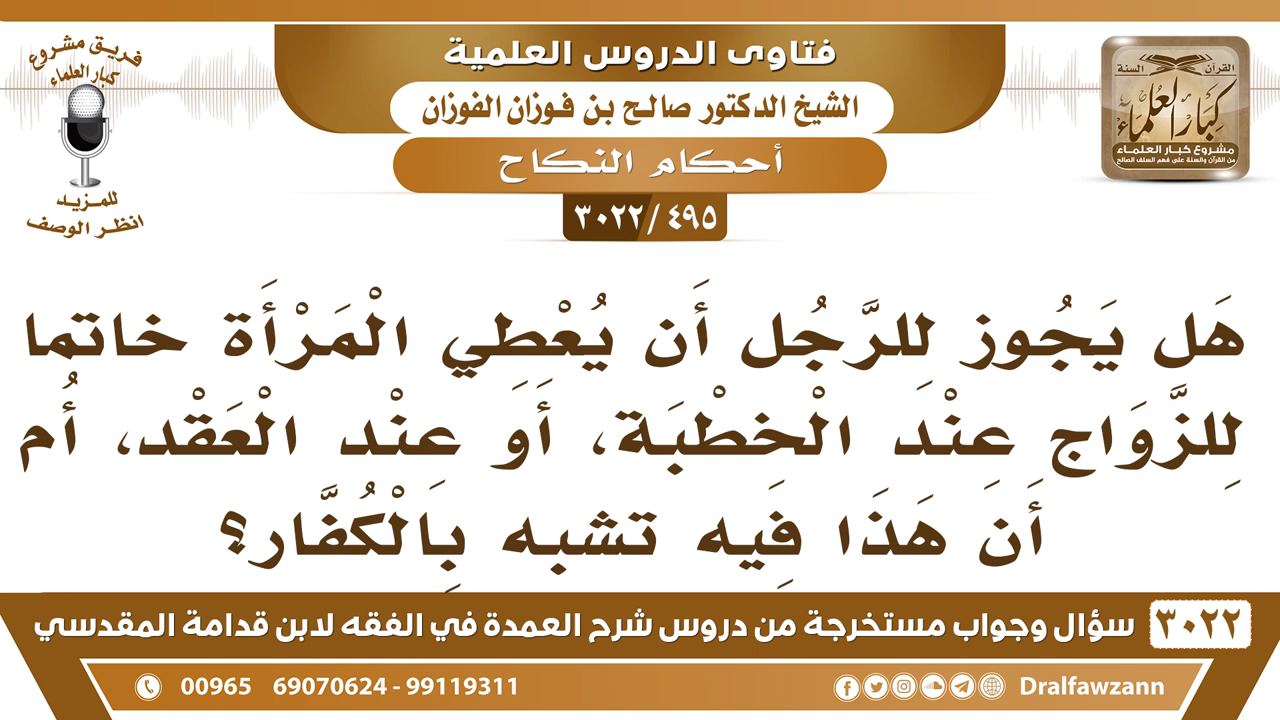 فريق مشروع
كبار العلماء
للمزيد
انظر الوصف
فتاوى الدروس العلمية
الشيخ الدكتور صالح بن فوزان الفوزان
أحكام النكاح
٣٠٢٢/٤٩٥
القرآن السنة
كبار العلماء
مشروع كبار العلماء
من القرآن والسنة على فهم السلف الصالح
هَل يَجُوز للرَّجُل أَن يُعْطِي الْمَرْأَة خاتما
لِلزَّوَاج عِنْدَ الْخِطْبَة، أَوَ عِنْد الْعَقْد، أُم
أَنَ هَذَا فِيه تشبه بِالْكُفَّار؟
٣٠٢٢ سؤال وجواب مستخرجة من دروس شرح العمدة في الفقه لابن قدامة المقدسي
00965 69070624 - 99119311
Dralfawzann